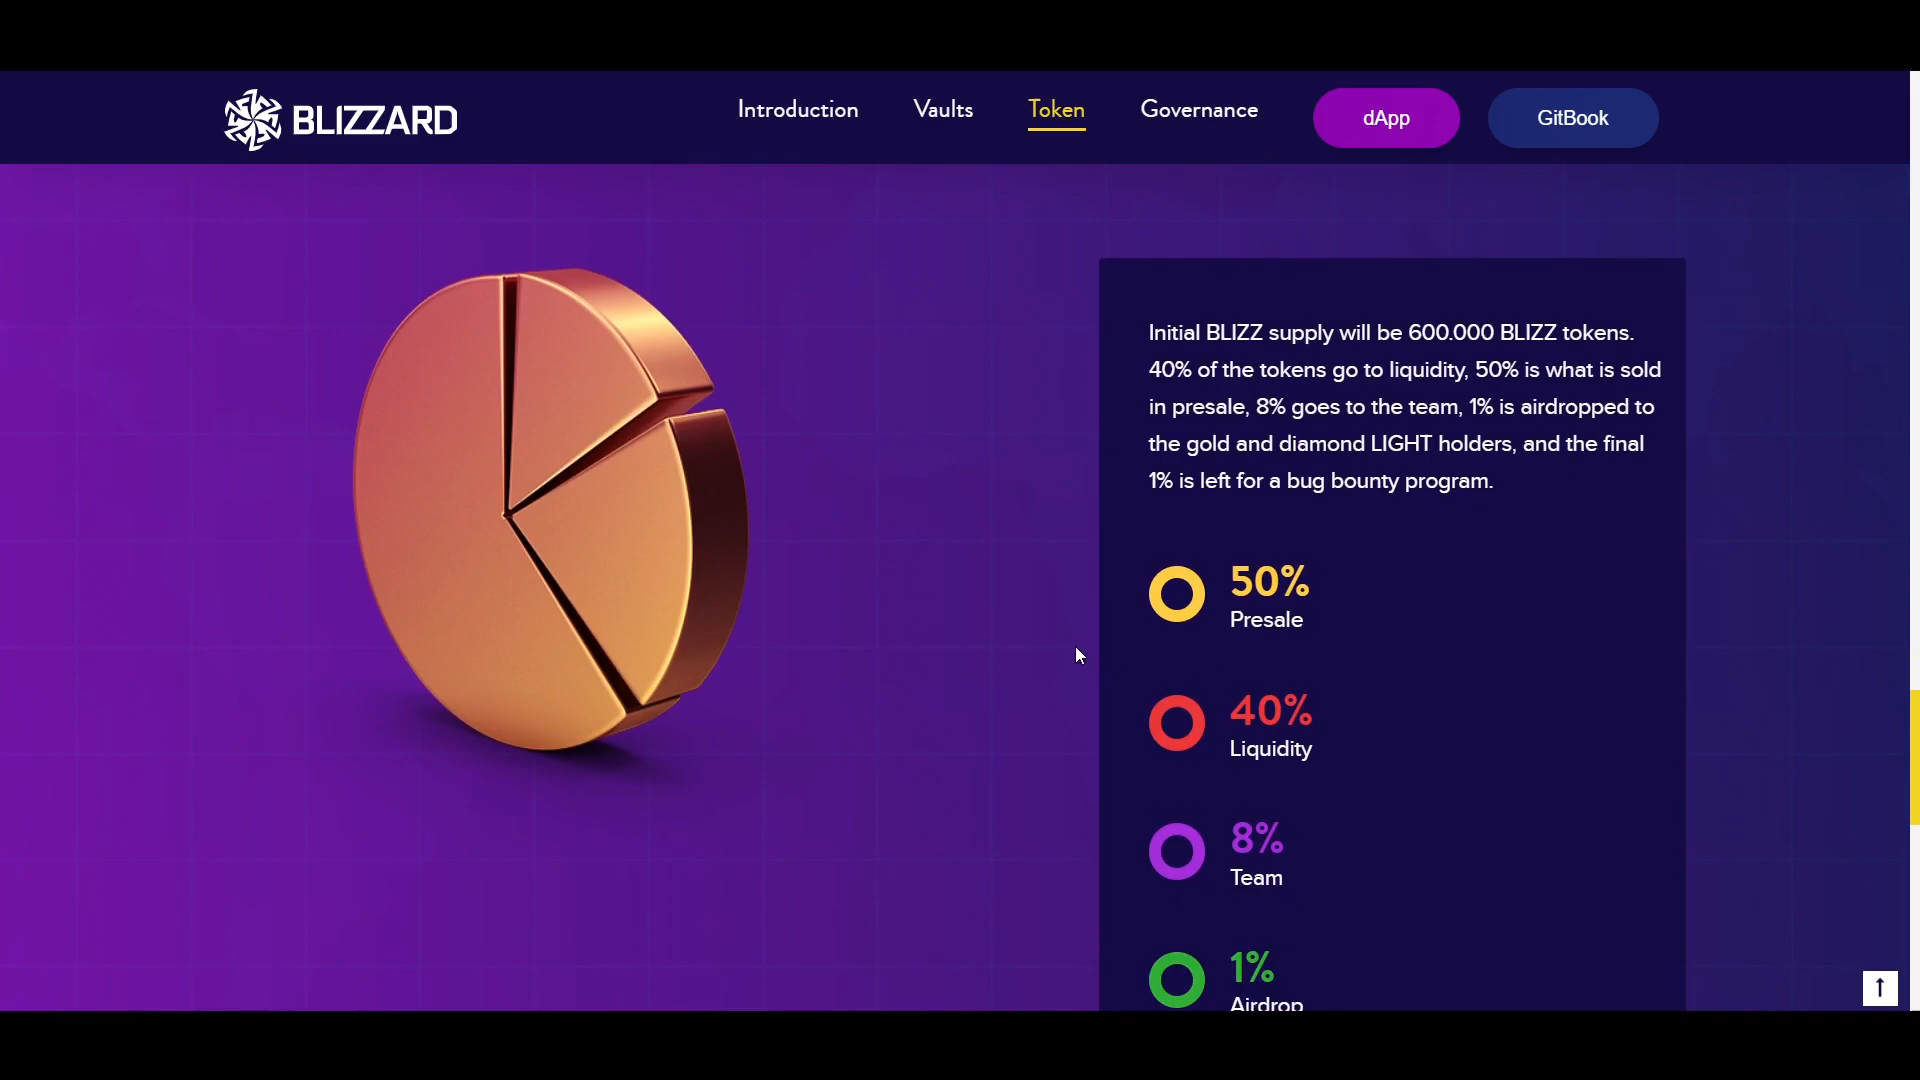 BLIZZARD
Introduction
Vaults
Token
Governance
dApp
GitBook
Initial BLIZZ supply will be 600.000 BLIZZ tokens.
40% of the tokens go to liquidity, 50% is what is sold
in presale, 8% goes to the team, 1% is airdropped to
the gold and diamond LIGHT holders, and the final
1% is left for a bug bounty program.
50%
Presale
40%
Liquidity
8%
Team
1%
Airdrop